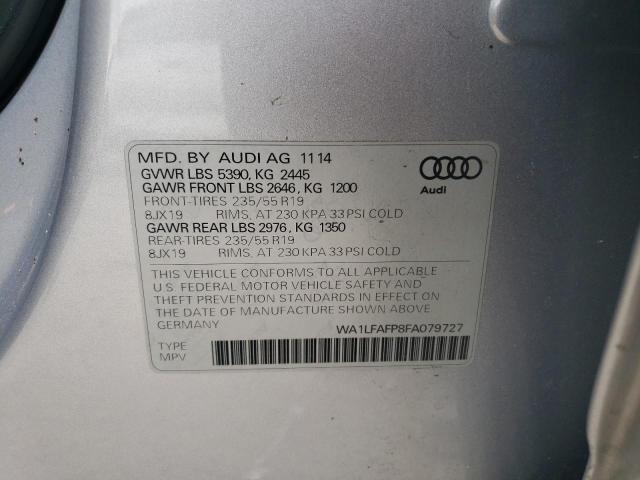 MFD. BY AUDI AG 11 14
GVWR LBS 5390, KG 2445
GAWR FRONT LBS 2646, KG 1200
FRONT-TIRES 235/55 R19
8JX19 RIMS, AT 230 KPA 33 PSI COLD
GAWR REAR LBS 2976, KG 1350
REAR-TIRES 235/55 R19
8JX19 RIMS, AT 230 KPA 33 PSI COLD
Audi
THIS VEHICLE CONFORMS TO ALL APPLICABLE
U.S. FEDERAL MOTOR VEHICLE SAFETY AND
THEFT PREVENTION STANDARDS IN EFFECT ON
THE DATE OF MANUFACTURE SHOWN ABOVE.
GERMANY
WA1LFAFP8FA079727
TYPE:
MPV